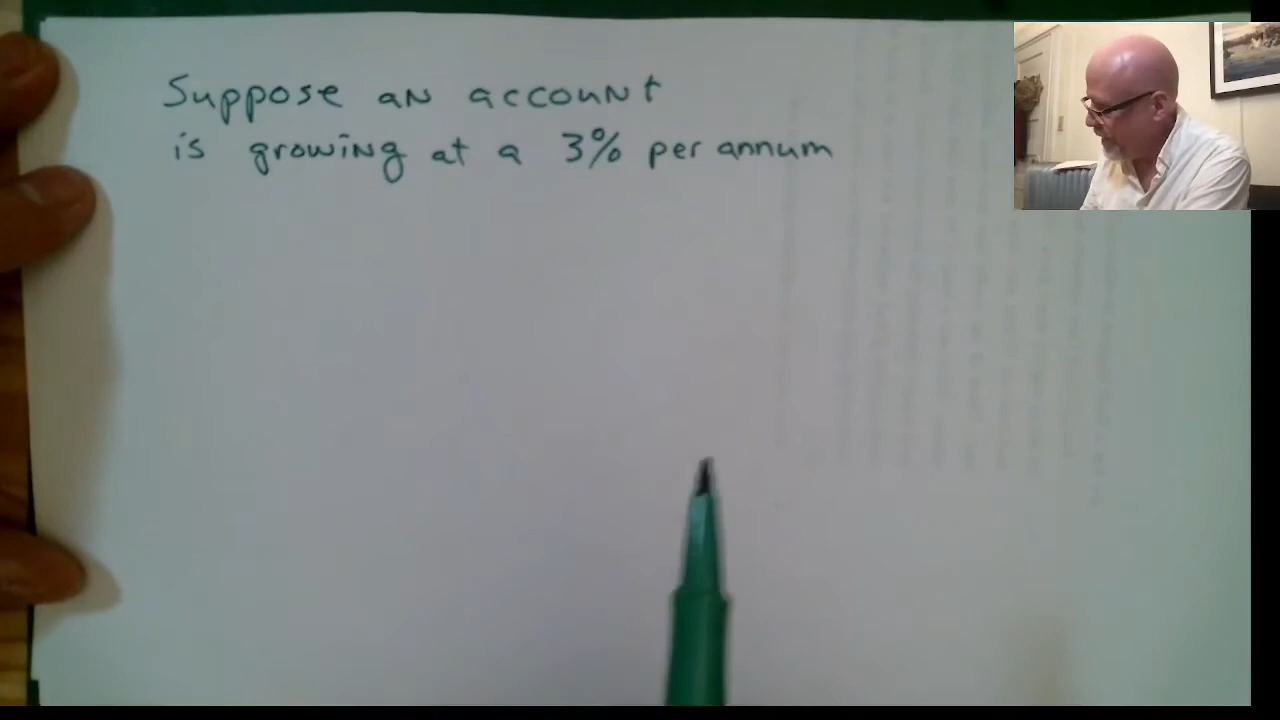 Suppose an account
is growing at a 3% per annum